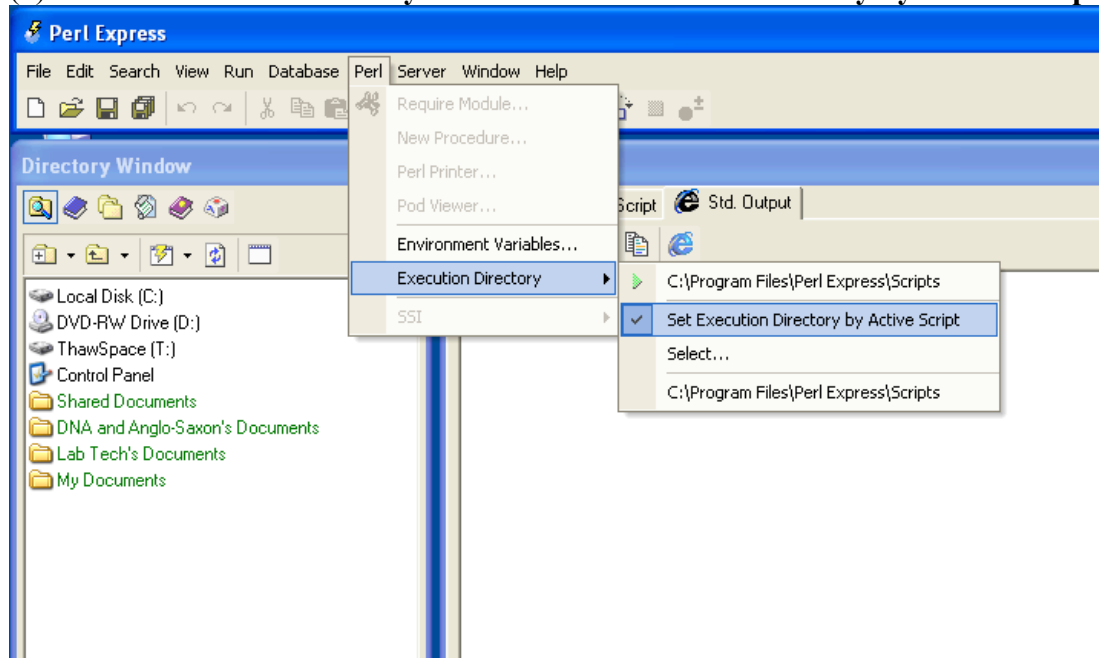 Perl Express
File Edit Search View Run Database Perl Server Window Help
Require Module...
New Procedure...
Perl Printer...
Pod Viewer...
Environment Variables...
Execution Directory
SSI
Directory Window
Script Std. Output
C:\Program Files\Perl Express\Scripts
Set Execution Directory by Active Script
Select...
C:\Program Files\Perl Express\Scripts
Local Disk (C:)
DVD-RW Drive (D:)
ThawSpace (T:)
Control Panel
Shared Documents
DNA and Anglo-Saxon's Documents
Lab Tech's Documents
My Documents